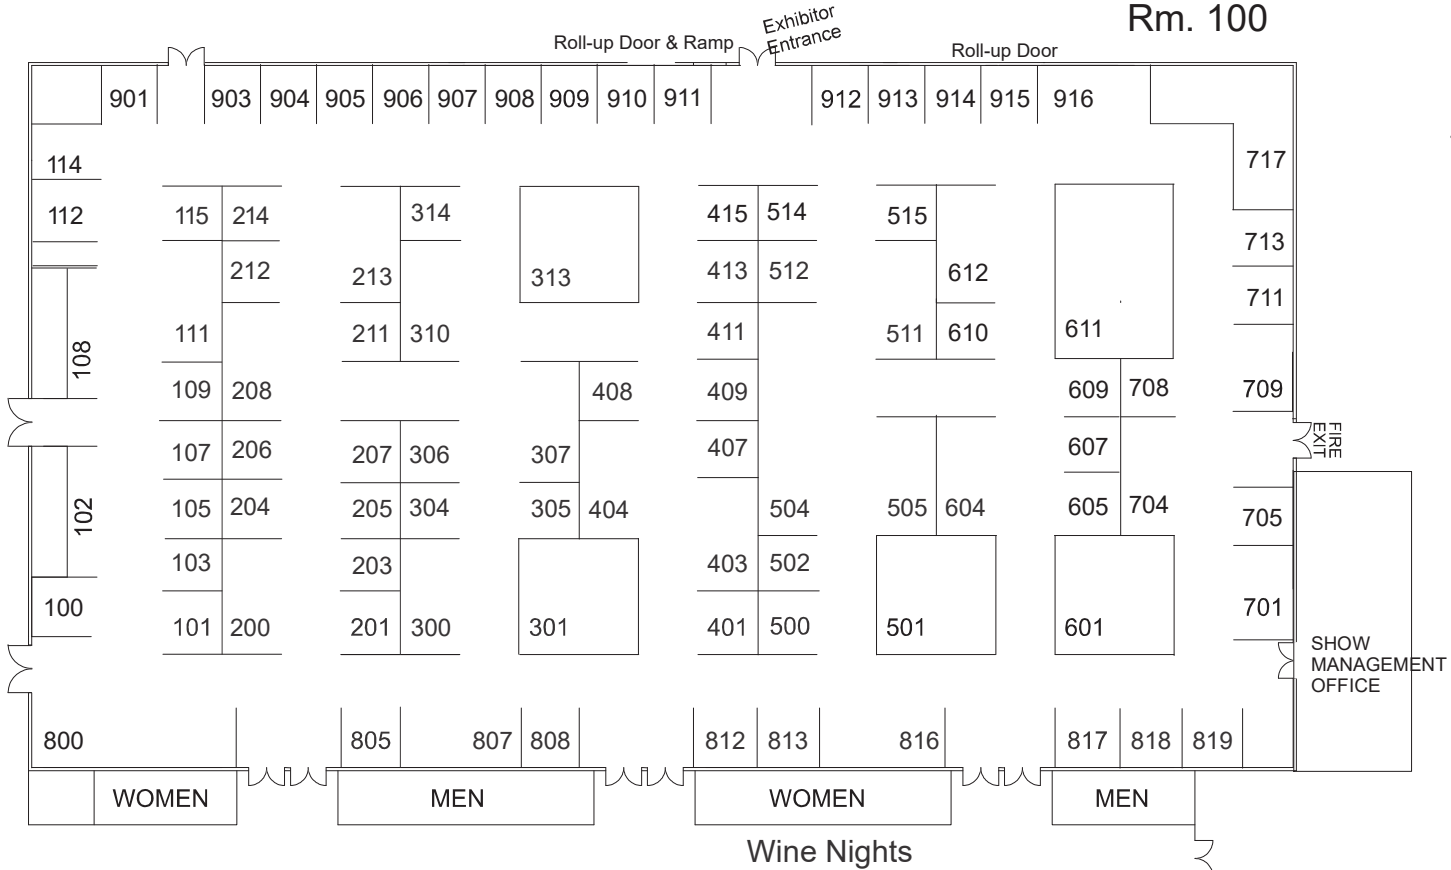 Rm. 100
Exhibitor
Entrance
Roll-up Door & Ramp
Roll-up Door
901 903 904 905 906 907 908 909 910 911 912 913 914 915 916
114 717
112 115 214 314 415 514 515 713
212 213 313 413 512 612 711
108 111 211 310 411 511 610 611
109 208 408 409 609 708 709
107 206 207 306 307 407 607
FIRE
EXIT
102 105 204 205 304 305 404 504 505 604 605 704 705
103 203 403 502
100 101 200 201 300 301 401 500 501 601 701
SHOW
MANAGEMENT
OFFICE
800 805 807 808 812 813 816 817 818 819
WOMEN MEN WOMEN MEN
Wine Nights